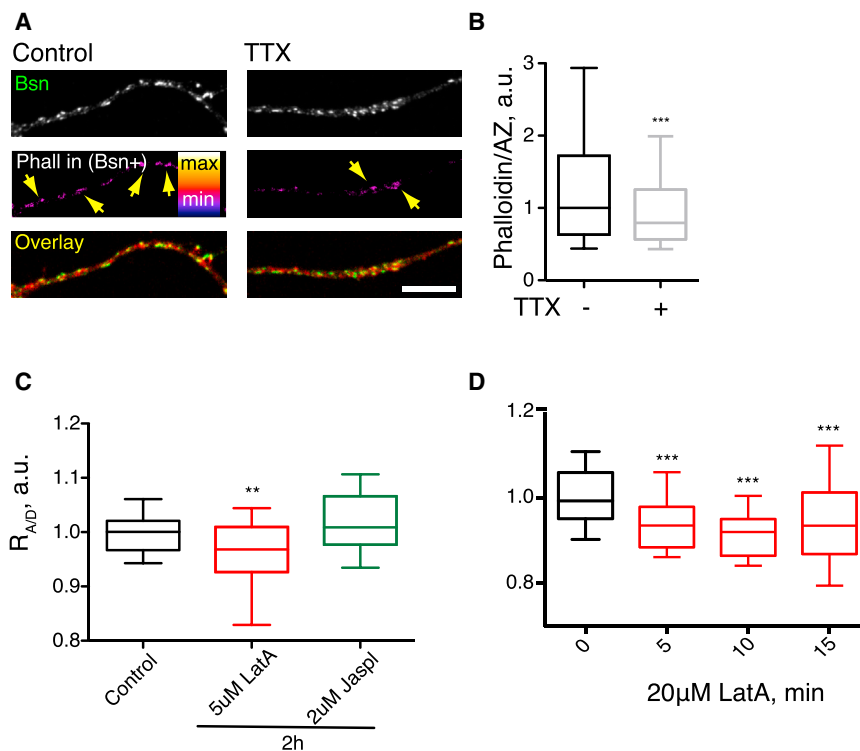 A
Control
TTX
Bsn
Phall in (Bsn+)
max
min
Overlay
B
Phalloidin/AZ, a.u.
3
2
1
0
***
TTX - +
C
R A/D, a.u.
1.2
1.1
1.0
0.9
0.8
**
Control
5uM LatA
2uM Jaspl
2h
D
1.2
1.0
0.8
***
***
***
0
5
10
15
20µM LatA, min